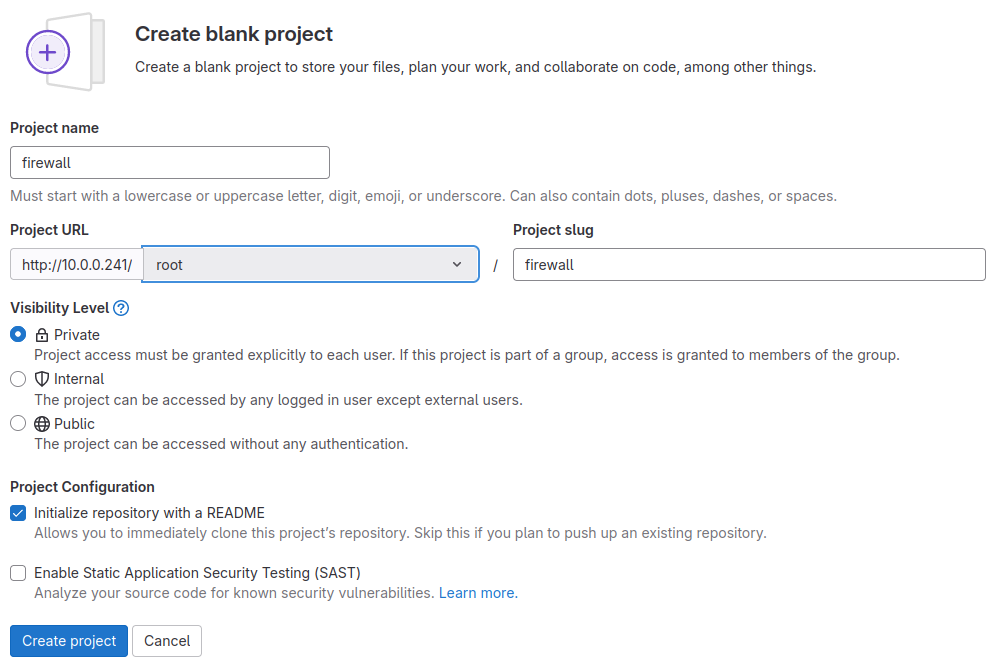 Create blank project
Create a blank project to store your files, plan your work, and collaborate on code, among other things.
Project name
firewall
Must start with a lowercase or uppercase letter, digit, emoji, or underscore. Can also contain dots, pluses, dashes, or spaces.
Project URL
Project slug
http://10.0.0.241/ root / firewall
Visibility Level ?
Private
Project access must be granted explicitly to each user. If this project is part of a group, access is granted to members of the group.
Internal
The project can be accessed by any logged in user except external users.
Public
The project can be accessed without any authentication.
Project Configuration
Initialize repository with a README
Allows you to immediately clone this project’s repository. Skip this if you plan to push up an existing repository.
Enable Static Application Security Testing (SAST)
Analyze your source code for known security vulnerabilities. Learn more.
Create project Cancel